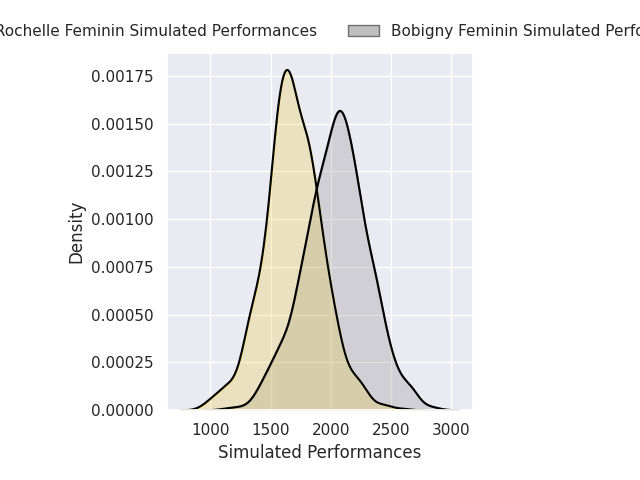 Rochelle Feminin Simulated Performances
Bobigny Feminin Simulated
0.00175
0.00150
0.00125
0.00100
0.00075
0.00050
0.00025
0.00000
Density
1000 1500 2000 2500 3000
Simulated Performances